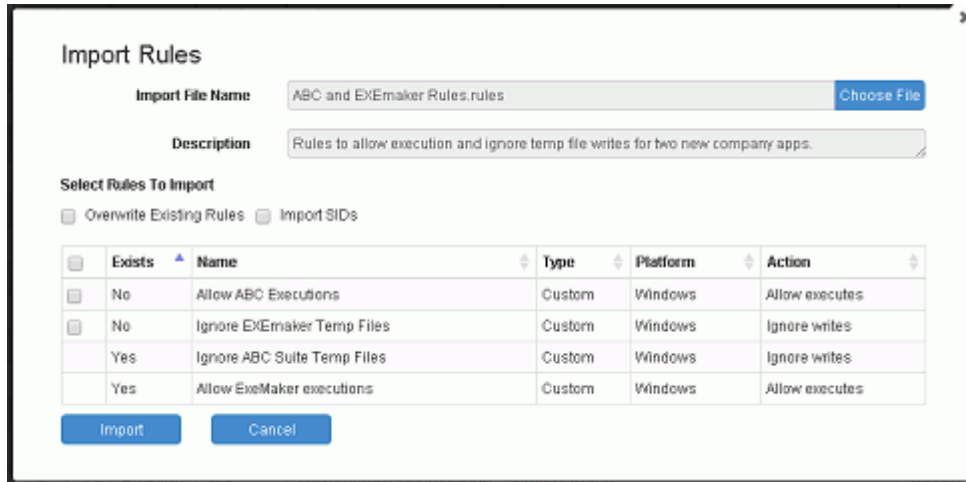 Import Rules
Import File Name ABC and EXEmaker Rules.rules Choose File
Description Rules to allow execution and ignore temp file writes for two new company apps.
Select Rules To Import
Overwrite Existing Rules Import SIDs
Exists Name Type Platform Action
No Allow ABC Executions Custom Windows Allow executes
No Ignore EXEmaker Temp Files Custom Windows Ignore writes
Yes Ignore ABC Suite Temp Files Custom Windows Ignore writes
Yes Allow ExeMaker executions Custom Windows Allow executes
Import Cancel